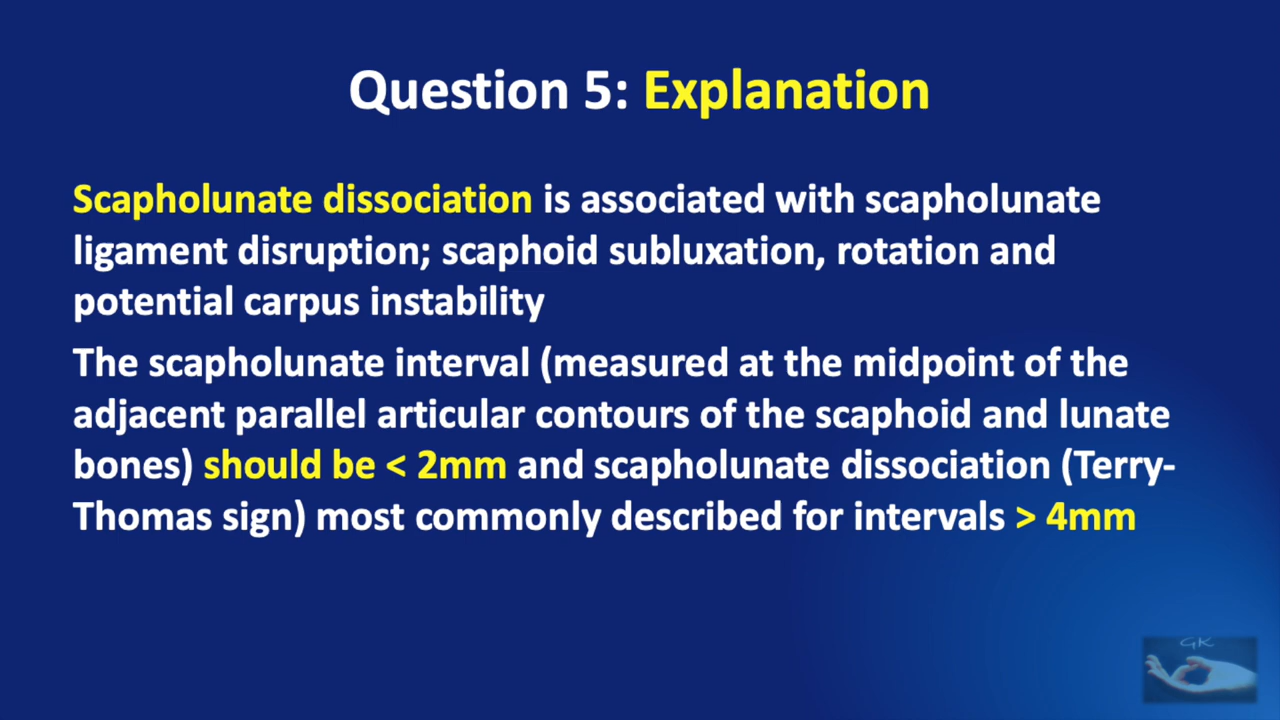 Question 5: Explanation
Scapholunate dissociation is associated with scapholunate
ligament disruption; scaphoid subluxation, rotation and
potential carpus instability
The scapholunate interval (measured at the midpoint of the
adjacent parallel articular contours of the scaphoid and lunate
bones) should be < 2mm and scapholunate dissociation (Terry-
Thomas sign) most commonly described for intervals > 4mm
GK